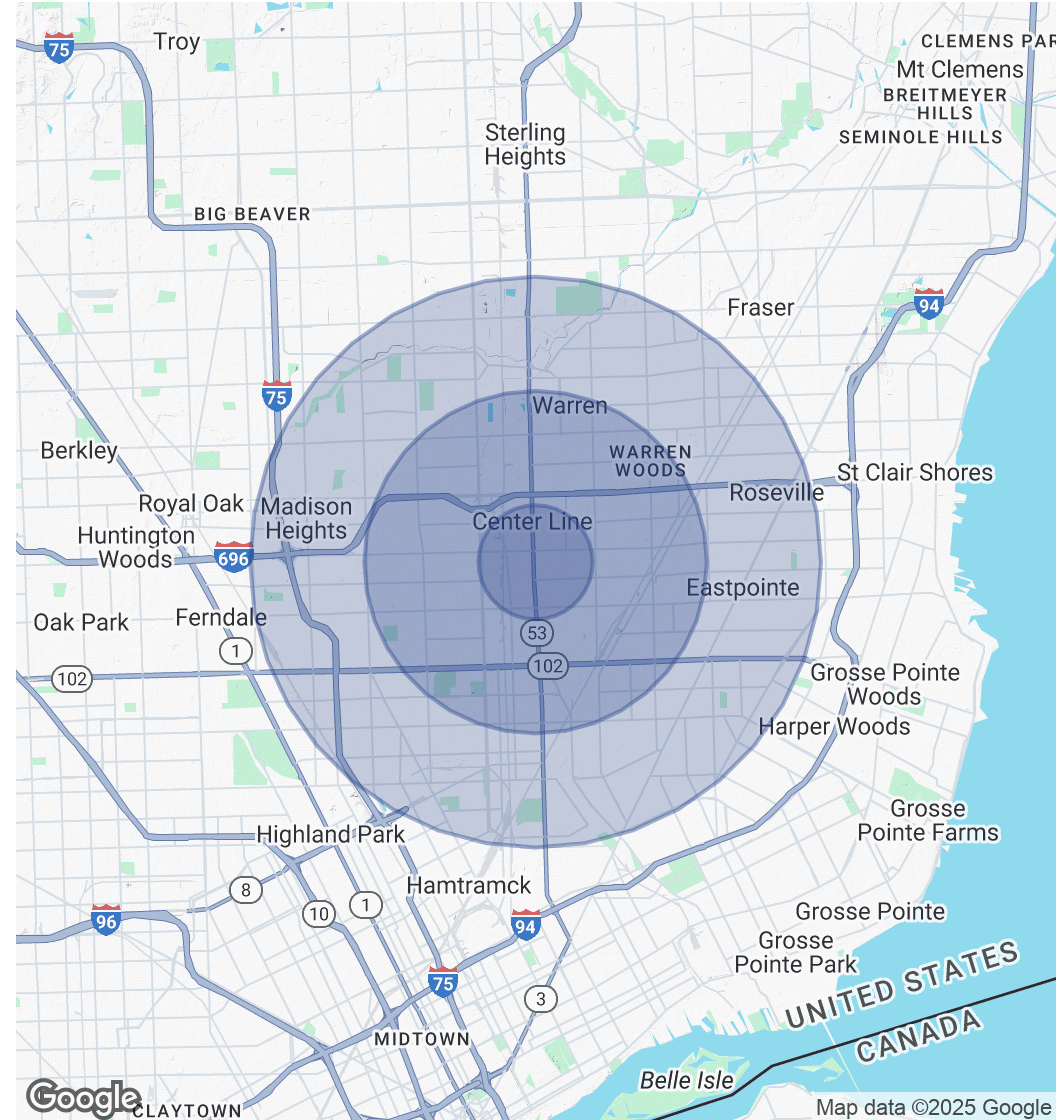 75
Troy
CLEMENS PAR
Mt Clemens
BREITMEYER
HILLS
SEMINOLE HILLS
Sterling
Heights
BIG BEAVER
94
Fraser
75
Warren
Berkley
WARREN
WOODS
St Clair Shores
Roseville
Royal Oak
Madison
Heights
Center Line
Huntington
Woods
696
Eastpointe
Oak Park
Ferndale
53
1
102
102
Grosse Pointe
Woods
Harper Woods
Grosse
Pointe Farms
Highland Park
Hamtramck
8
1
10
96
94
Grosse Pointe
Grosse
Pointe Park
75
3
UNITED STATES
CANADA
MIDTOWN
Belle Isle
Google
CLAYTOWN
Map data ©2025 Google